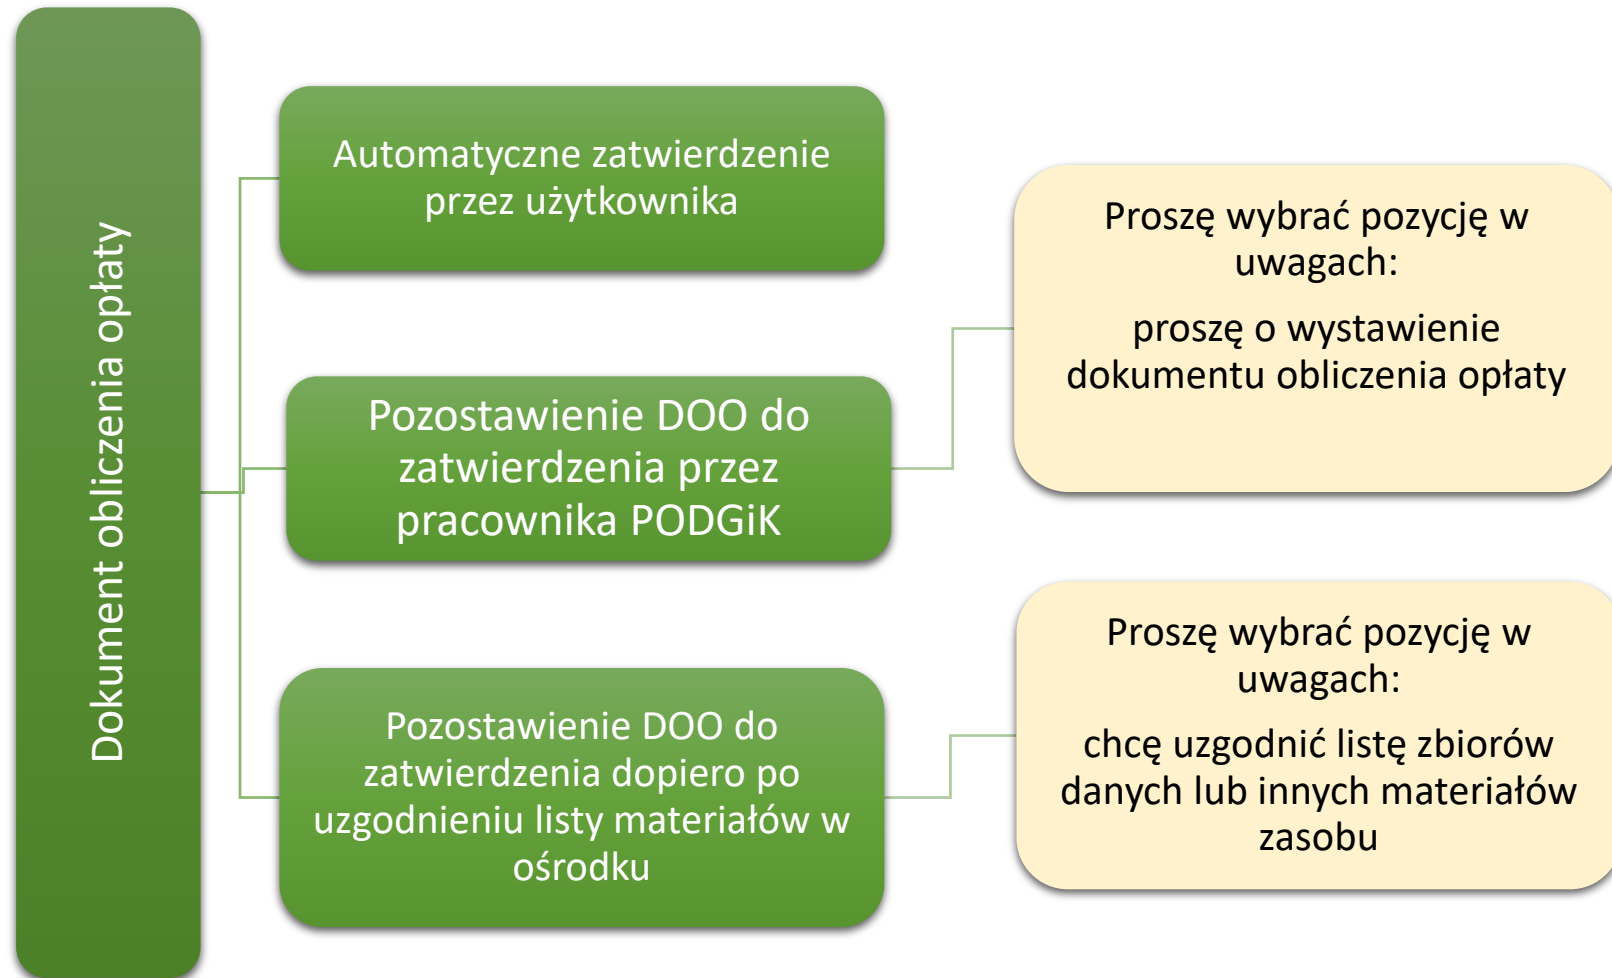 Dokument obliczenia opłaty
Automatyczne zatwierdzenie
przez użytkownika
Pozostawienie DOO do
zatwierdzenia przez
pracownika PODGiK
Proszę wybrać pozycję w
uwagach:
proszę o wystawienie
dokumentu obliczenia opłaty
Pozostawienie DOO do
zatwierdzenia dopiero po
uzgodnieniu listy materiałów w
ośrodku
Proszę wybrać pozycję w
uwagach:
chcę uzgodnić listę zbiorów
danych lub innych materiałów
zasobu